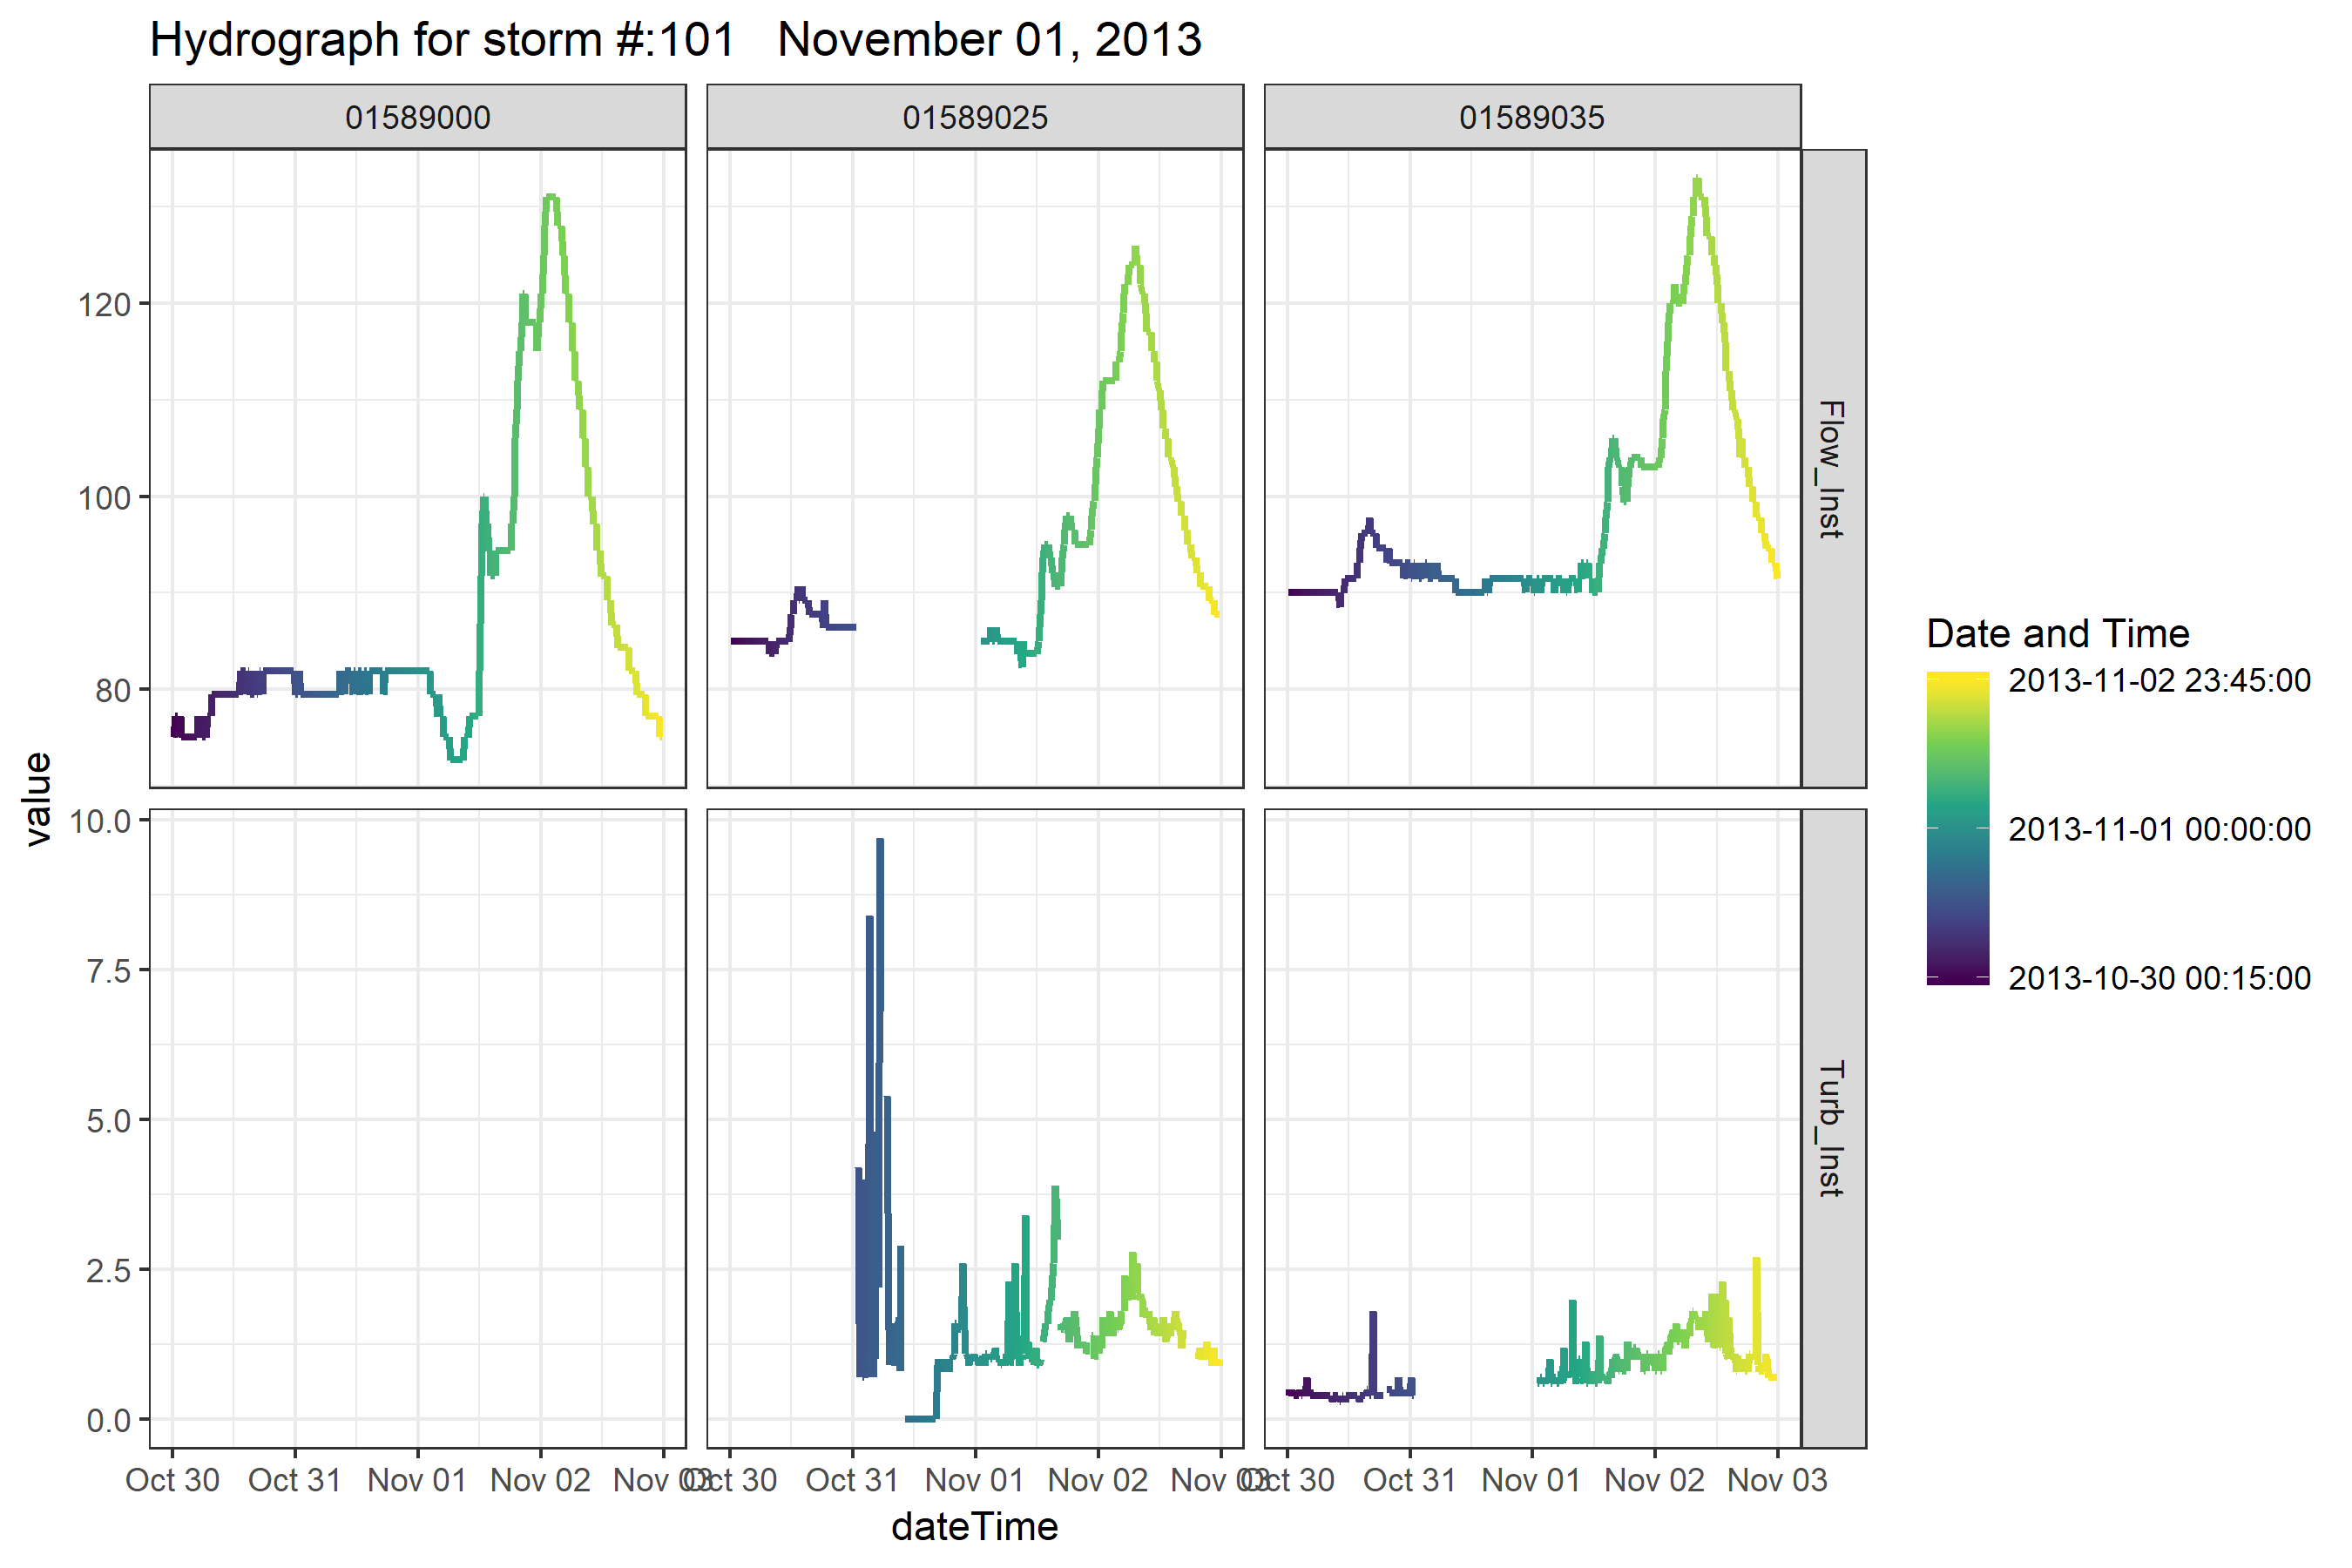 Hydrograph for storm #:101   November 01, 2013
01589000
01589025
01589035
120
100
80
Flow_Inst
value
10.0
7.5
5.0
2.5
0.0
Turb_Inst
Oct 30
Oct 31
Nov 01
Nov 02
Nov 03
Oct 30
Oct 31
Nov 01
Nov 02
Nov 03
Oct 30
Oct 31
Nov 01
Nov 02
Nov 03
dateTime
Date and Time
2013-11-02 23:45:00
2013-11-01 00:00:00
2013-10-30 00:15:00